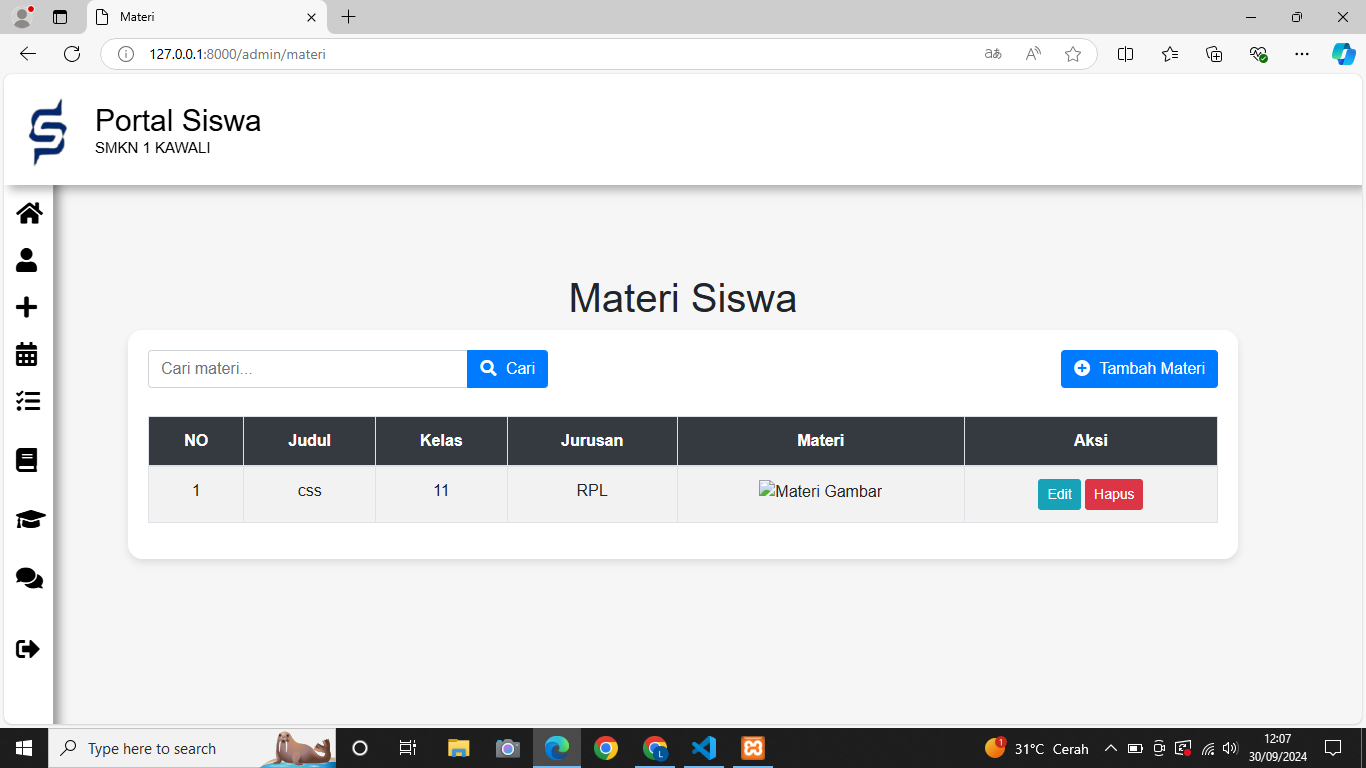 Materi
127.0.0.1:8000/admin/materi
Portal Siswa
SMKN 1 KAWALI
Materi Siswa
Cari materi...
Cari
Tambah Materi
NO Judul Kelas Jurusan Materi Aksi
1 css 11 RPL Materi Gambar Edit Hapus
Type here to search
1
31°C Cerah
12:07
30/09/2024